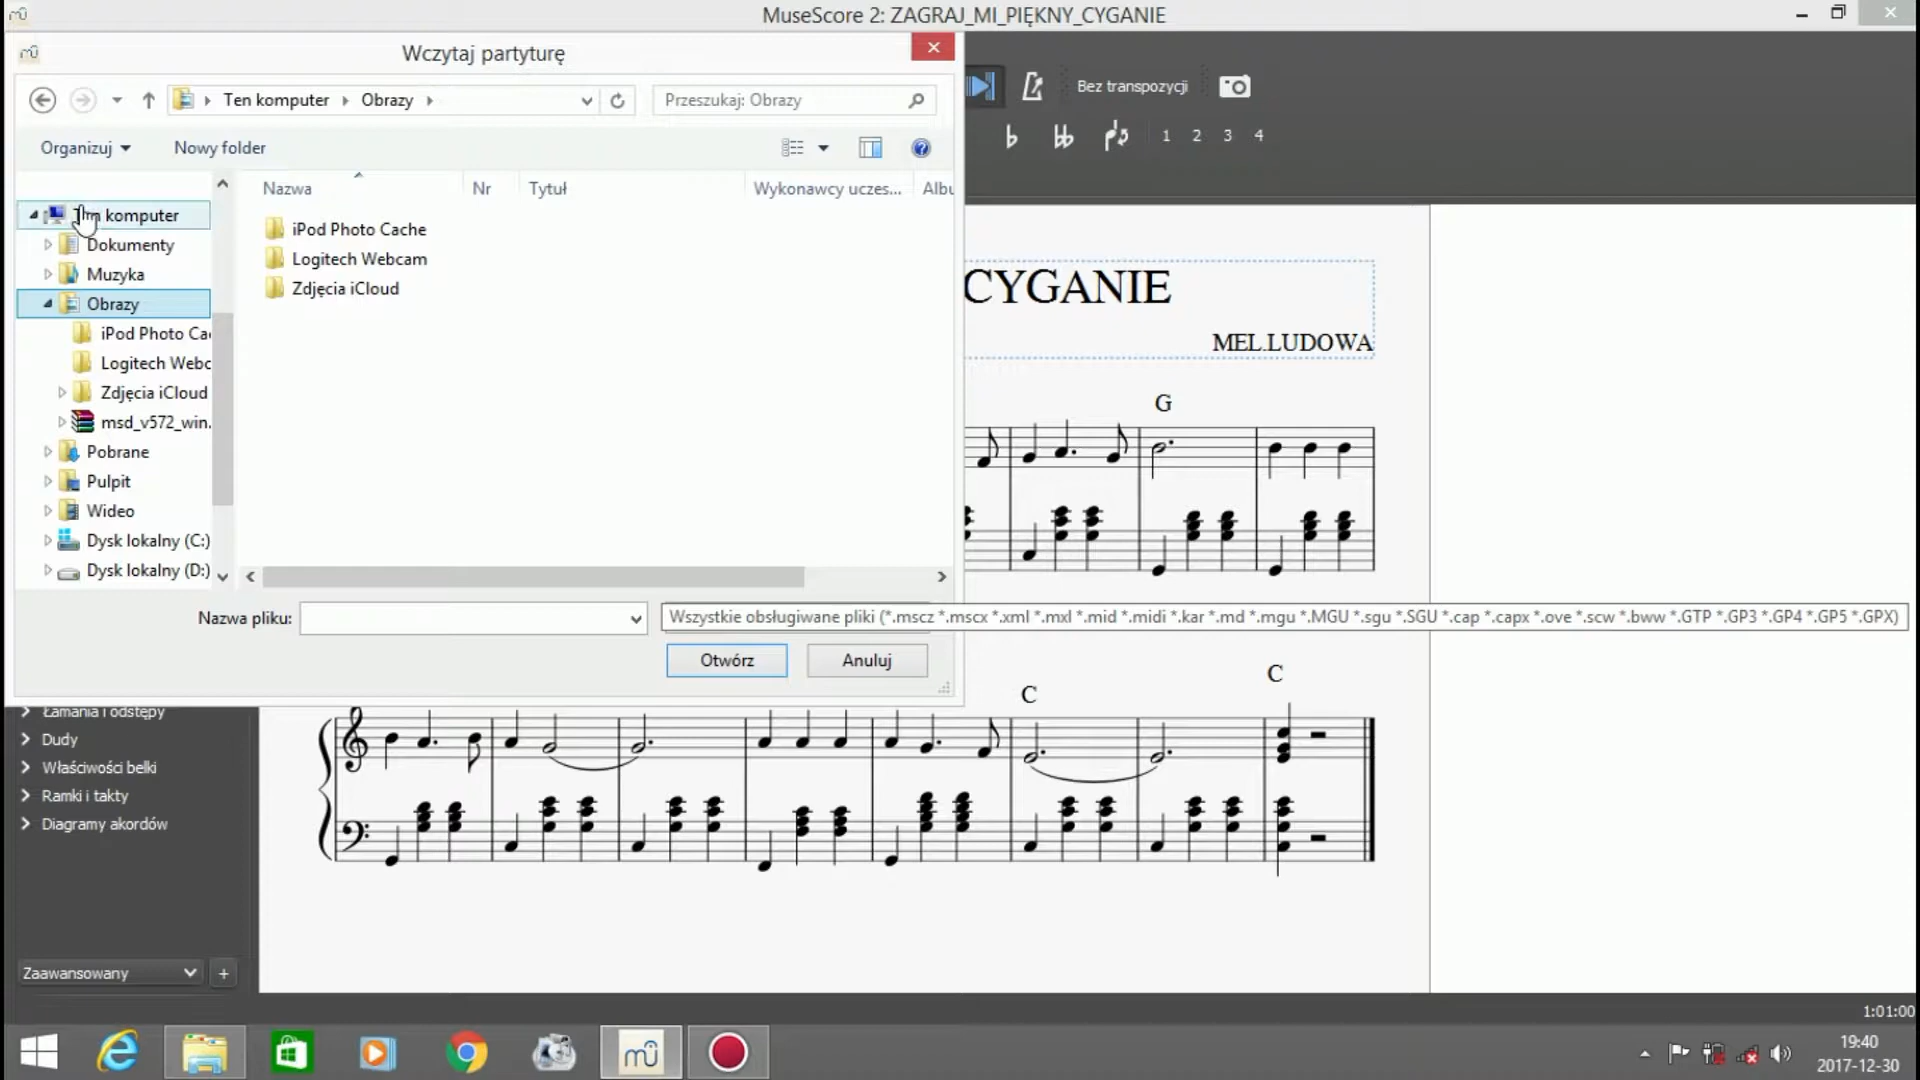 MuseScore 2: ZAGRAJ_MI_PIĘKNY_CYGANIE
Wczytaj partyturę
Ten komputer
Obrazy
Przeszukaj: Obrazy
Bez transpozycji
Organizuj
Nowy folder
1 2 3 4
Nazwa
Nr
Tytuł
Wykonawcy uczes...
Albu
Ten komputer
Dokumenty
Muzyka
Obrazy
iPod Photo Ca
Logitech Webc
Zdjęcia iCloud
msd_v572_win.
Pobrane
Pulpit
Wideo
Dysk lokalny (C:)
Dysk lokalny (D:)
iPod Photo Cache
Logitech Webcam
Zdjęcia iCloud
CYGANIE
MEL.LUDOWA
G
Nazwa pliku:
Wszystkie obsługiwane pliki (*.mscz *.mscx *.xml *.mxl *.mid *.midi *.kar *.md *.mgu *.MGU *.sgu *.SGU *.cap *.capx *.ove *.scw *.bww *.GTP *.GP3 *.GP4 *.GP5 *.GPX)
Otwórz
Anuluj
C
C
Łamania i odstępy
Dudy
Właściwości belki
Ramki i takty
Diagramy akordów
Zaawansowany
+
1:01:00
19:40
2017-12-30